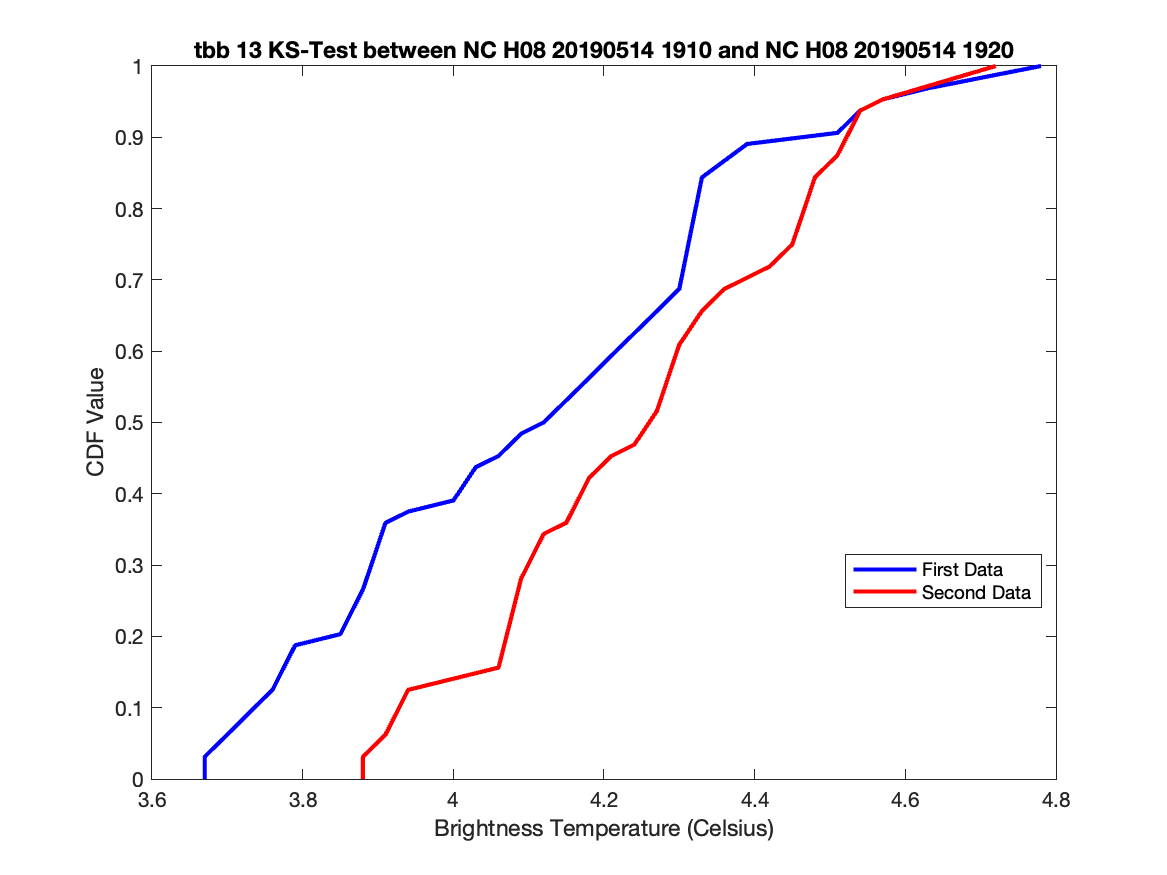 tbb 13 KS-Test between NC H08 20190514 1910 and NC H08 20190514 1920
1
0.9
0.8
0.7
0.6
0.5
0.4
0.3
0.2
0.1
0
CDF Value
First Data
Second Data
3.6 3.8 4 4.2 4.4 4.6 4.8
Brightness Temperature (Celsius)